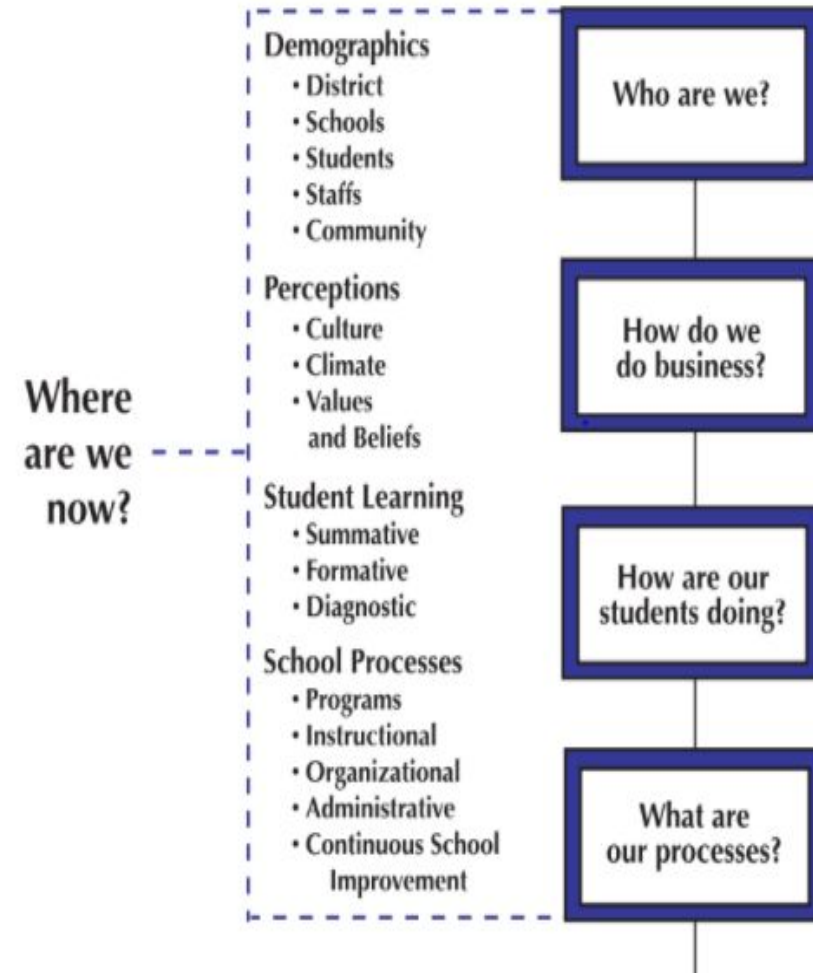 Where
are we
now?
Demographics
• District
• Schools
• Students
• Staffs
• Community
Perceptions
• Culture
• Climate
• Values
and Beliefs
Student Learning
• Summative
• Formative
• Diagnostic
School Processes
• Programs
• Instructional
• Organizational
• Administrative
• Continuous School
Improvement
Who are we?
How do we
do business?
How are our
students doing?
What are
our processes?